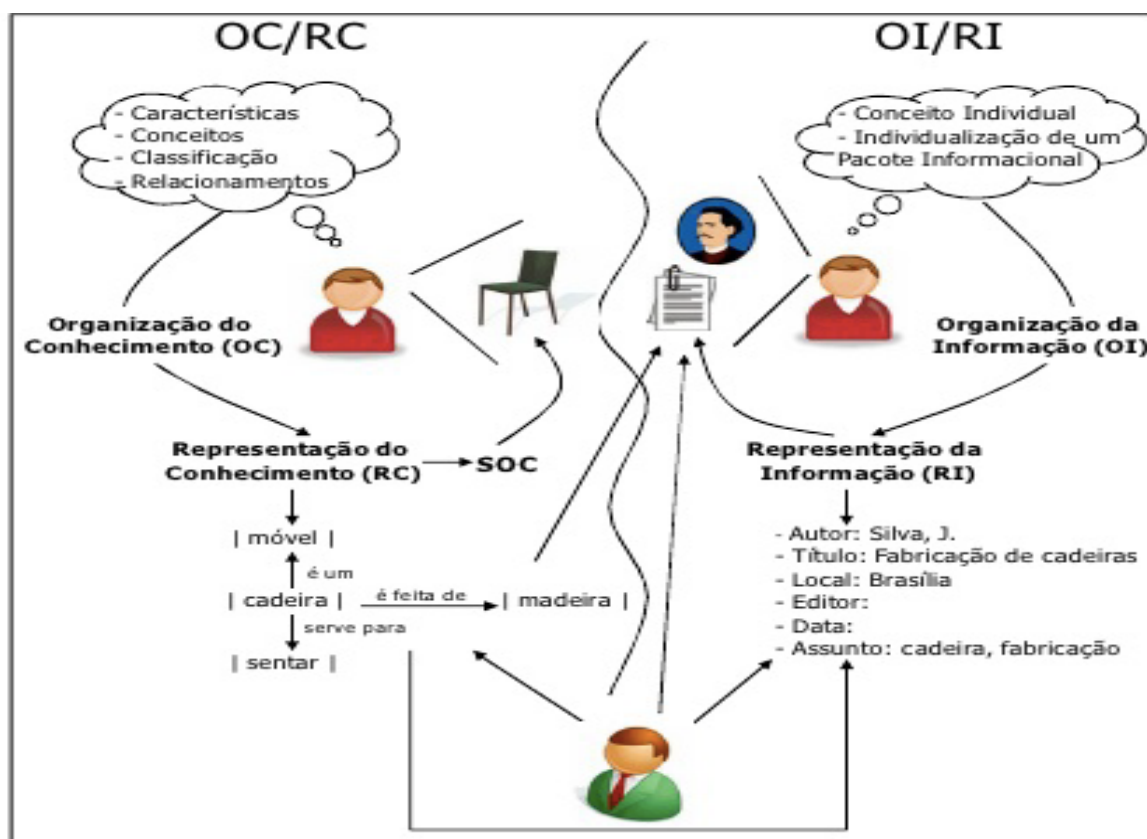 OC/RC
OI/RI
- Características
- Conceitos
- Classificação
- Relacionamentos
- Conceito Individual
- Individualização de um
Pacote Informacional
Organização do
Conhecimento (OC)
Organização da
Informação (OI)
Representação do
Conhecimento (RC)
SOC
Representação da
Informação (RI)
| móvel |
é um
| cadeira |
é feita de
| madeira |
serve para
| sentar |
- Autor: Silva, J.
- Título: Fabricação de cadeiras
- Local: Brasília
- Editor:
- Data:
- Assunto: cadeira, fabricação